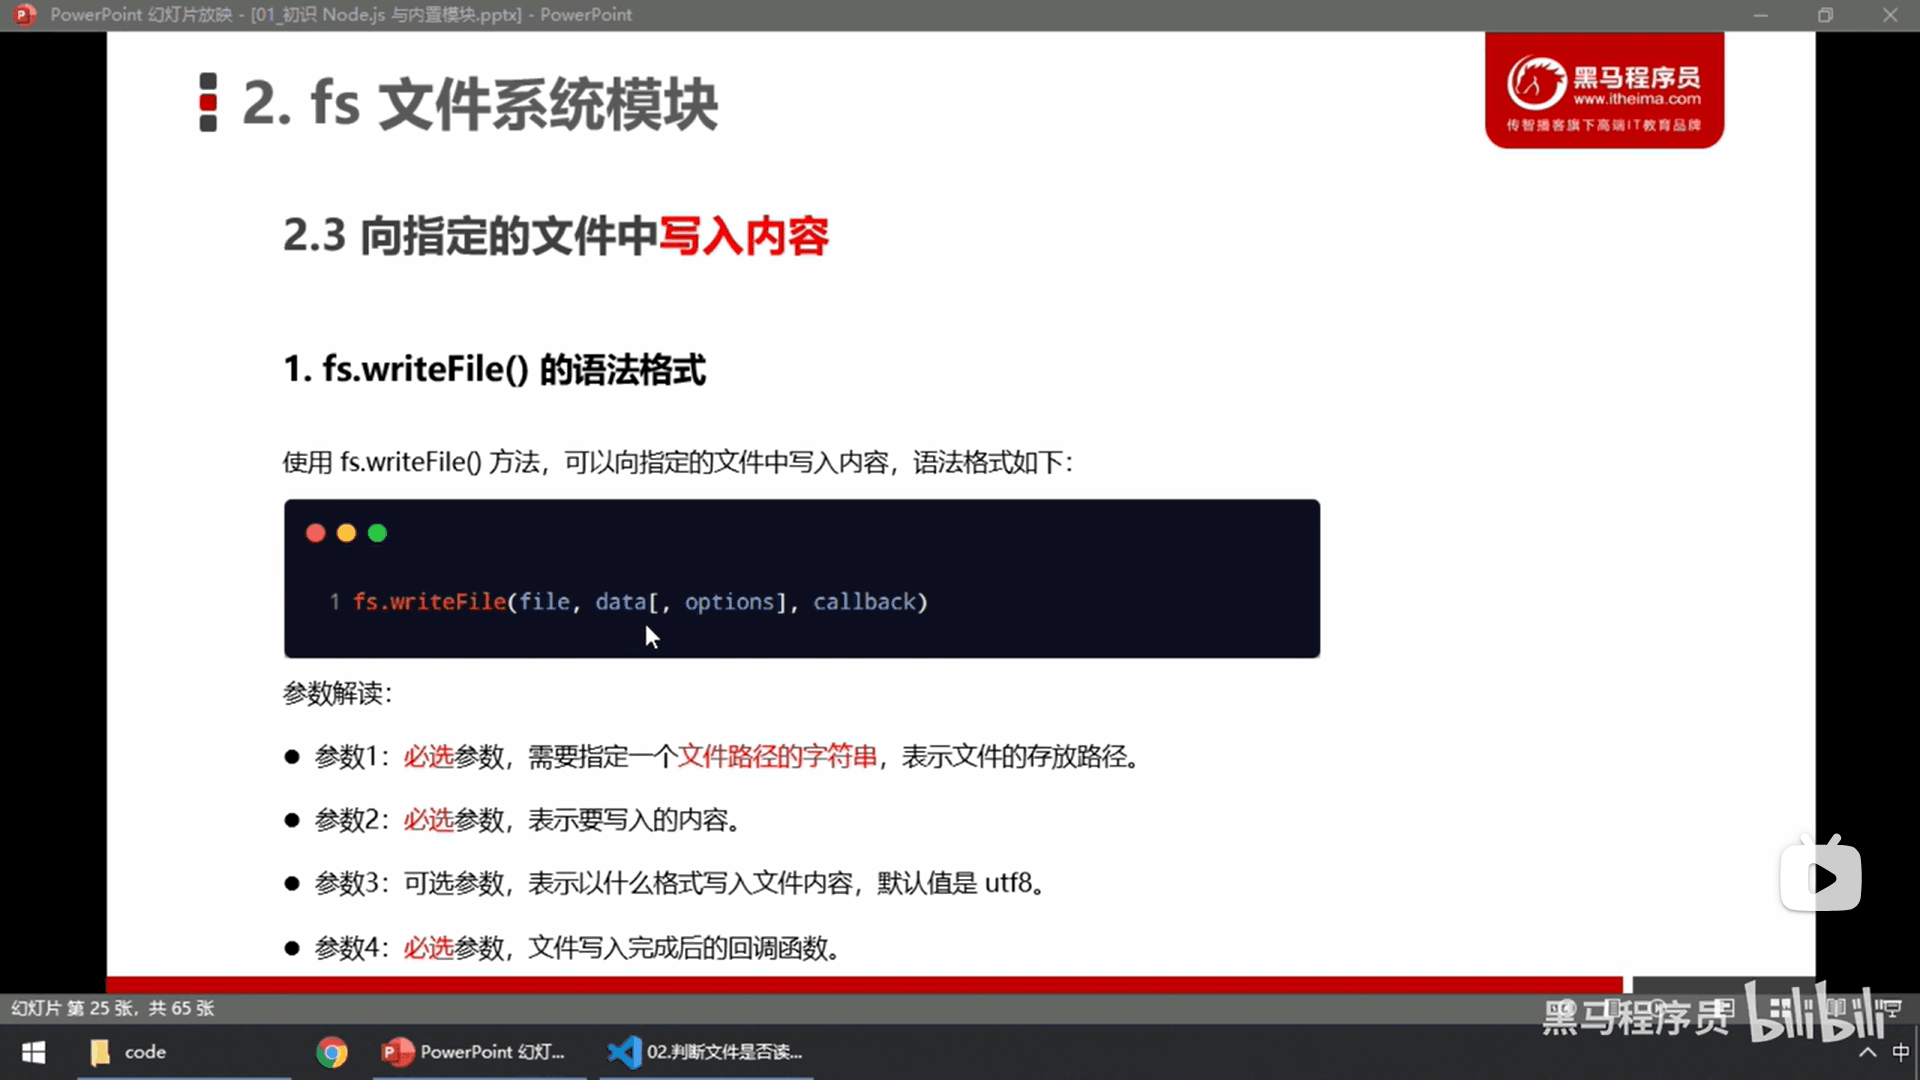 PowerPoint 幻灯片放映 - [01_初识 Node.js 与内置模块.pptx] - PowerPoint
2. fs 文件系统模块
黑马程序员
www.itheima.com
传智播客旗下高端IT教育品牌
2.3 向指定的文件中写入内容
1. fs.writeFile() 的语法格式
使用 fs.writeFile() 方法，可以向指定的文件中写入内容，语法格式如下：
1 fs.writeFile(file, data[, options], callback)
参数解读：
● 参数1：必选参数，需要指定一个文件路径的字符串，表示文件的存放路径。
● 参数2：必选参数，表示要写入的内容。
● 参数3：可选参数，表示以什么格式写入文件内容，默认值是 utf8。
● 参数4：必选参数，文件写入完成后的回调函数。
幻灯片 第 25 张，共 65 张
黑马程序员 bilibili
code
PowerPoint 幻灯...
02.判断文件是否读...
中